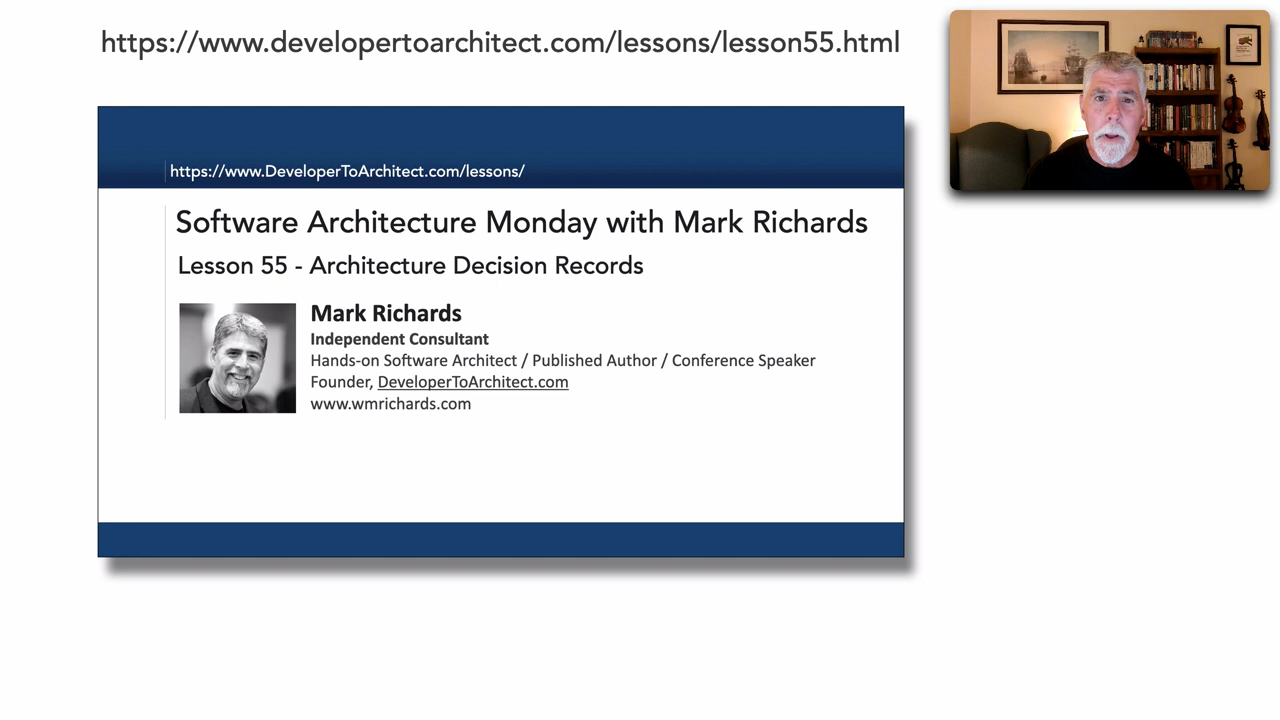 https://www.developertoarchitect.com/lessons/lesson55.html
https://www.DeveloperToArchitect.com/lessons/
Software Architecture Monday with Mark Richards
Lesson 55 - Architecture Decision Records
Mark Richards
Independent Consultant
Hands-on Software Architect / Published Author / Conference Speaker
Founder, DeveloperToArchitect.com
www.wmrichards.com